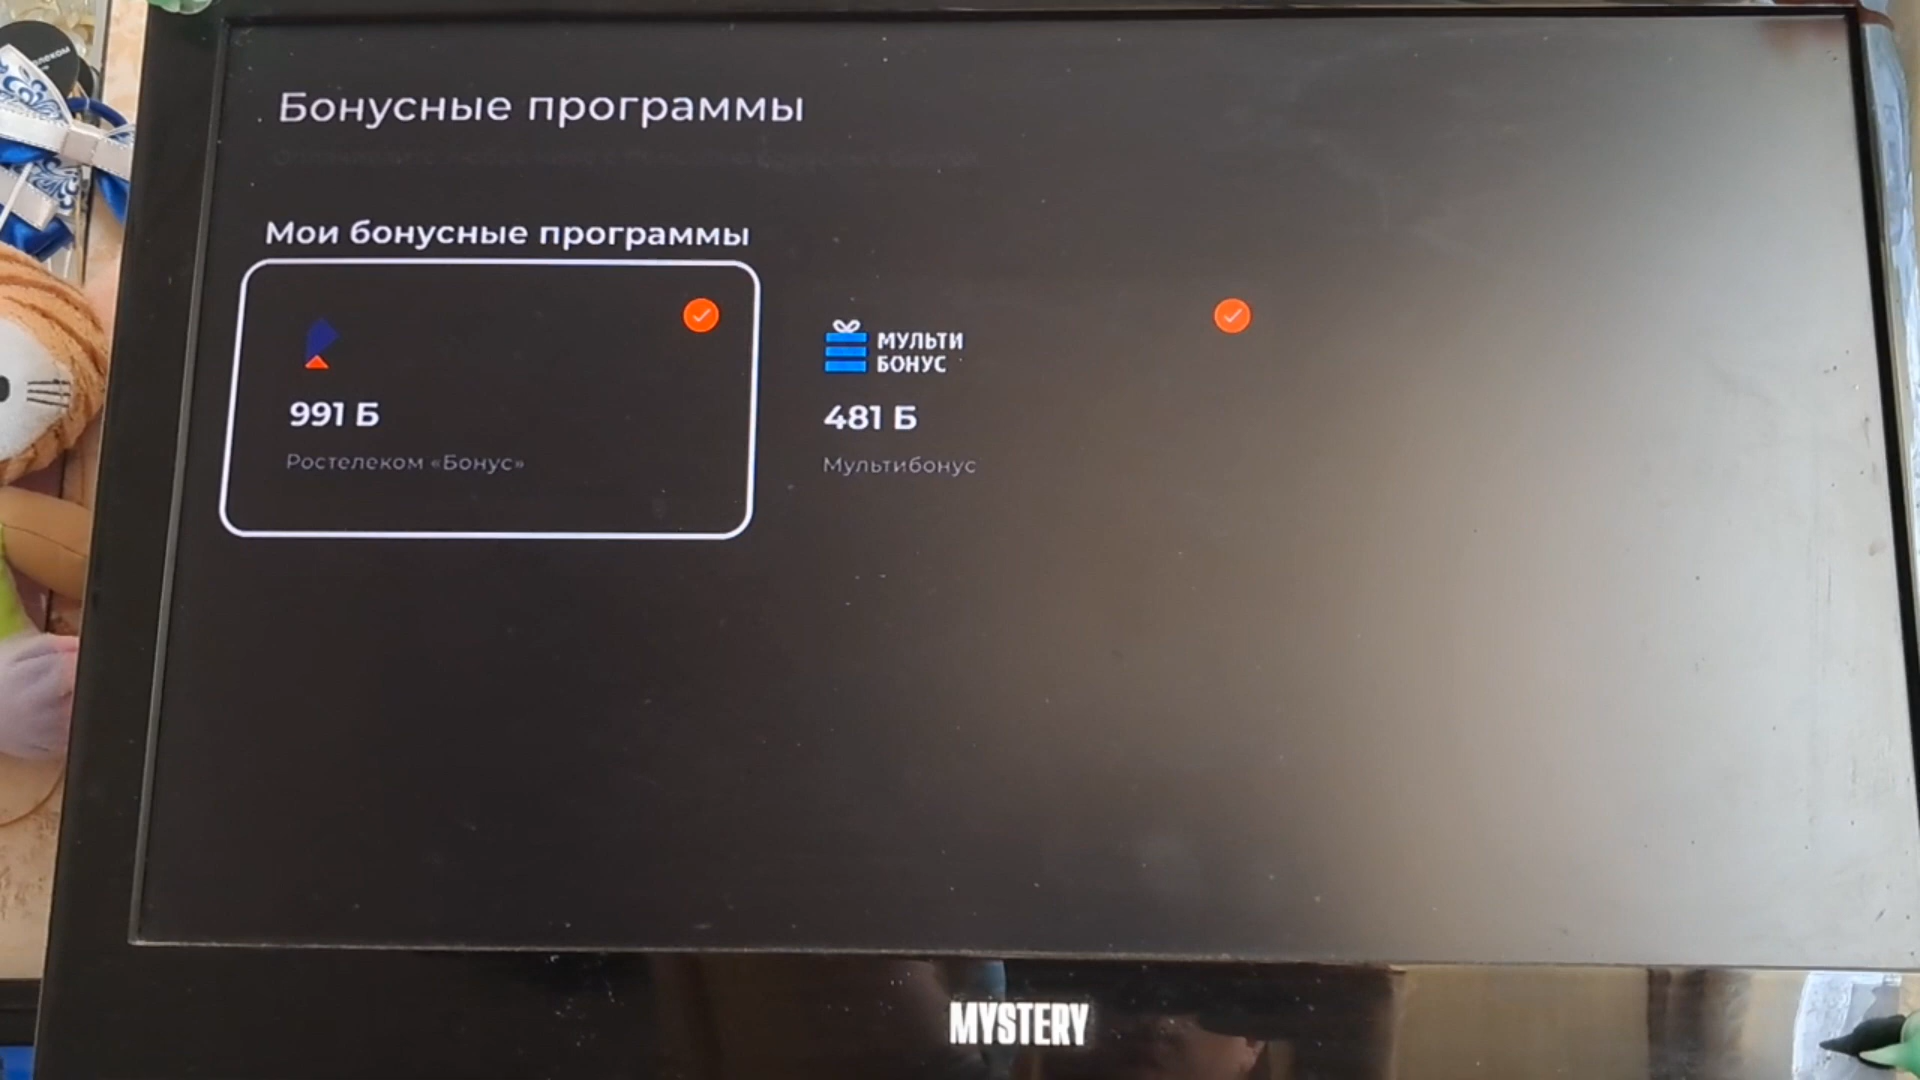 Бонусные программы
Мои бонусные программы
991 Б
Ростелеком «Бонус»
МУЛЬТИ
БОНУС
481 Б
Мультибонус
MYSTERY